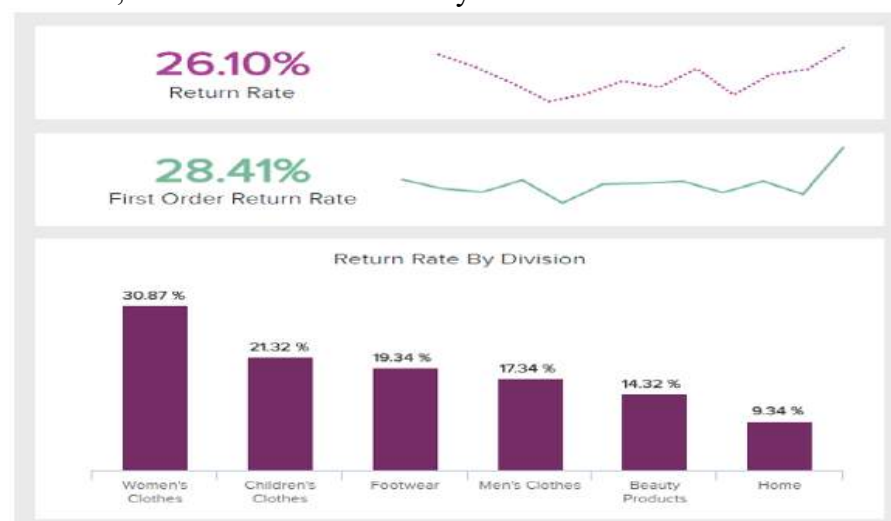 26.10%
Return Rate
28.41%
First Order Return Rate
Return Rate By Division
30.87 %
21.32 %
19.34 %
17.34 %
14.32 %
9.34 %
Women's
Clothes
Children's
Clothes
Footwear
Men's Clothes
Beauty
Products
Home